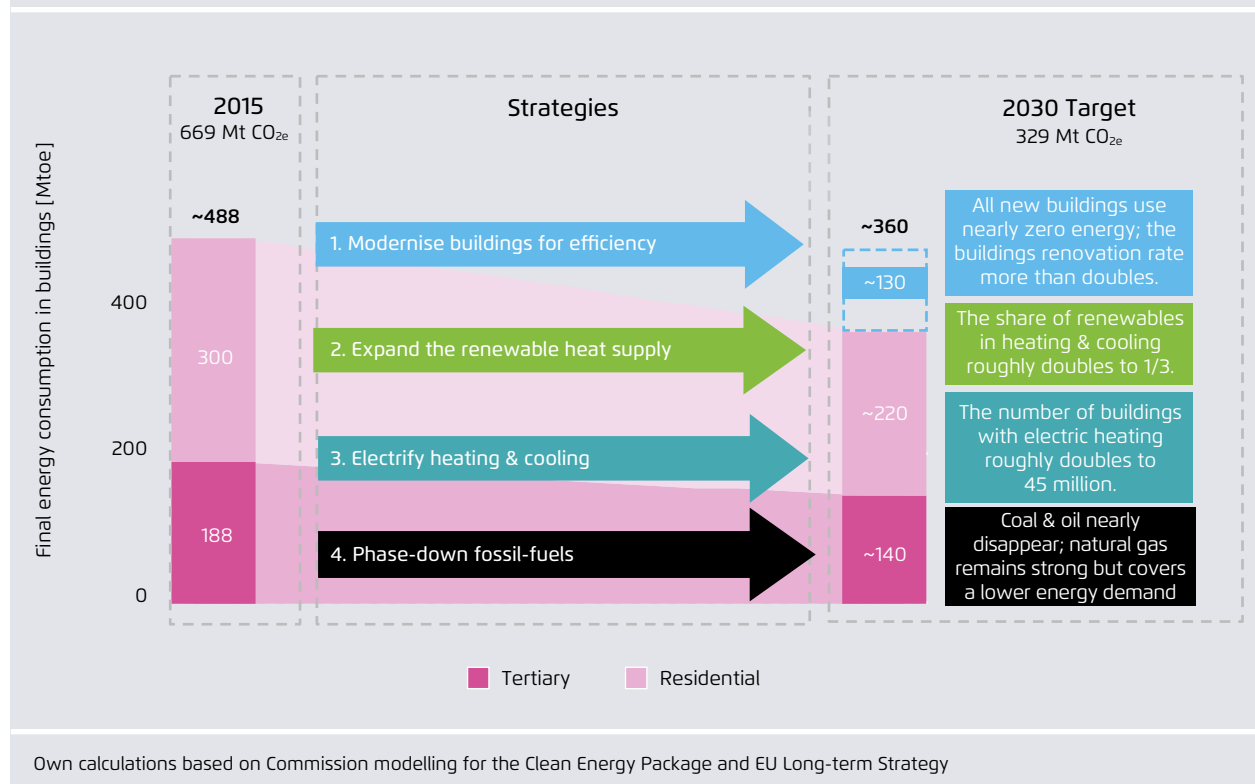 2015
669 Mt CO2e
Strategies
2030 Target
329 Mt CO2e
Final energy consumption in buildings [Mtoe]
400
200
0
~488
300
188
1. Modernise buildings for efficiency
2. Expand the renewable heat supply
3. Electrify heating & cooling
4. Phase-down fossil-fuels
~360
~130
~220
~140
All new buildings use
nearly zero energy; the
buildings renovation rate
more than doubles.
The share of renewables
in heating & cooling
roughly doubles to 1/3.
The number of buildings
with electric heating
roughly doubles to
45 million.
Coal & oil nearly
disappear; natural gas
remains strong but covers
a lower energy demand
Tertiary
Residential
Own calculations based on Commission modelling for the Clean Energy Package and EU Long-term Strategy